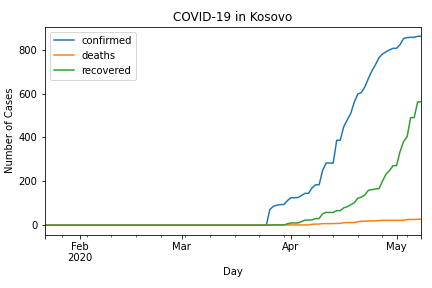 COVID-19 in Kosovo
confirmed
deaths
recovered
Number of Cases
800
600
400
200
0
Feb
2020
Mar
Apr
May
Day